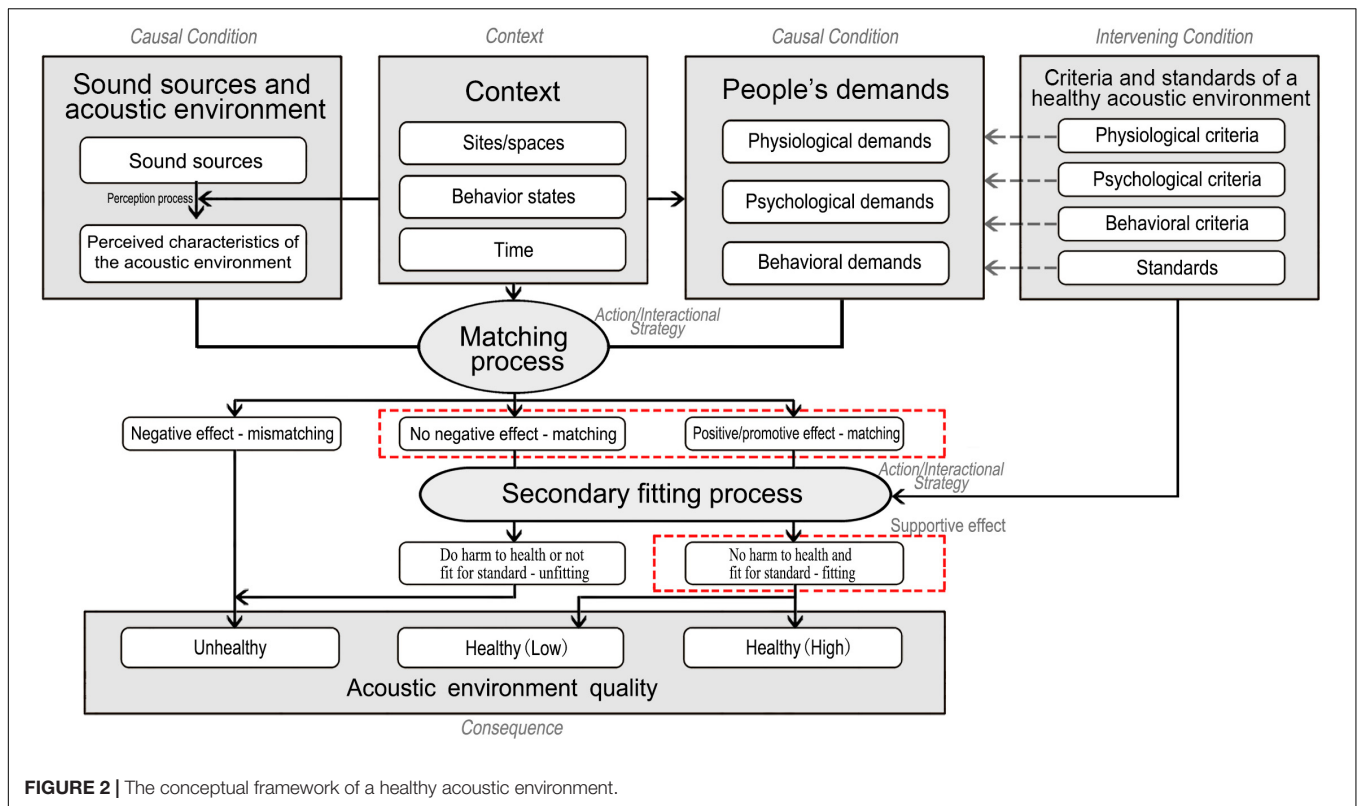 Causal Condition
Context
Causal Condition
Intervening Condition
Sound sources and
acoustic environment
Sound sources
Perception process
Perceived characteristics of
the acoustic environment
Context
Sites/spaces
Behavior states
Time
People's demands
Physiological demands
Psychological demands
Behavioral demands
Criteria and standards of a
healthy acoustic environment
Physiological criteria
Psychological criteria
Behavioral criteria
Standards
Matching
process
Action/Interactional
Strategy
Negative effect - mismatching
No negative effect - matching
Positive/promotive effect - matching
Secondary fitting process
Action/Interactional
Strategy
Supportive effect
Do harm to health or not
fit for standard - unfitting
No harm to health and
fit for standard - fitting
Unhealthy
Healthy (Low)
Healthy (High)
Acoustic environment quality
Consequence
FIGURE 2 | The conceptual framework of a healthy acoustic environment.